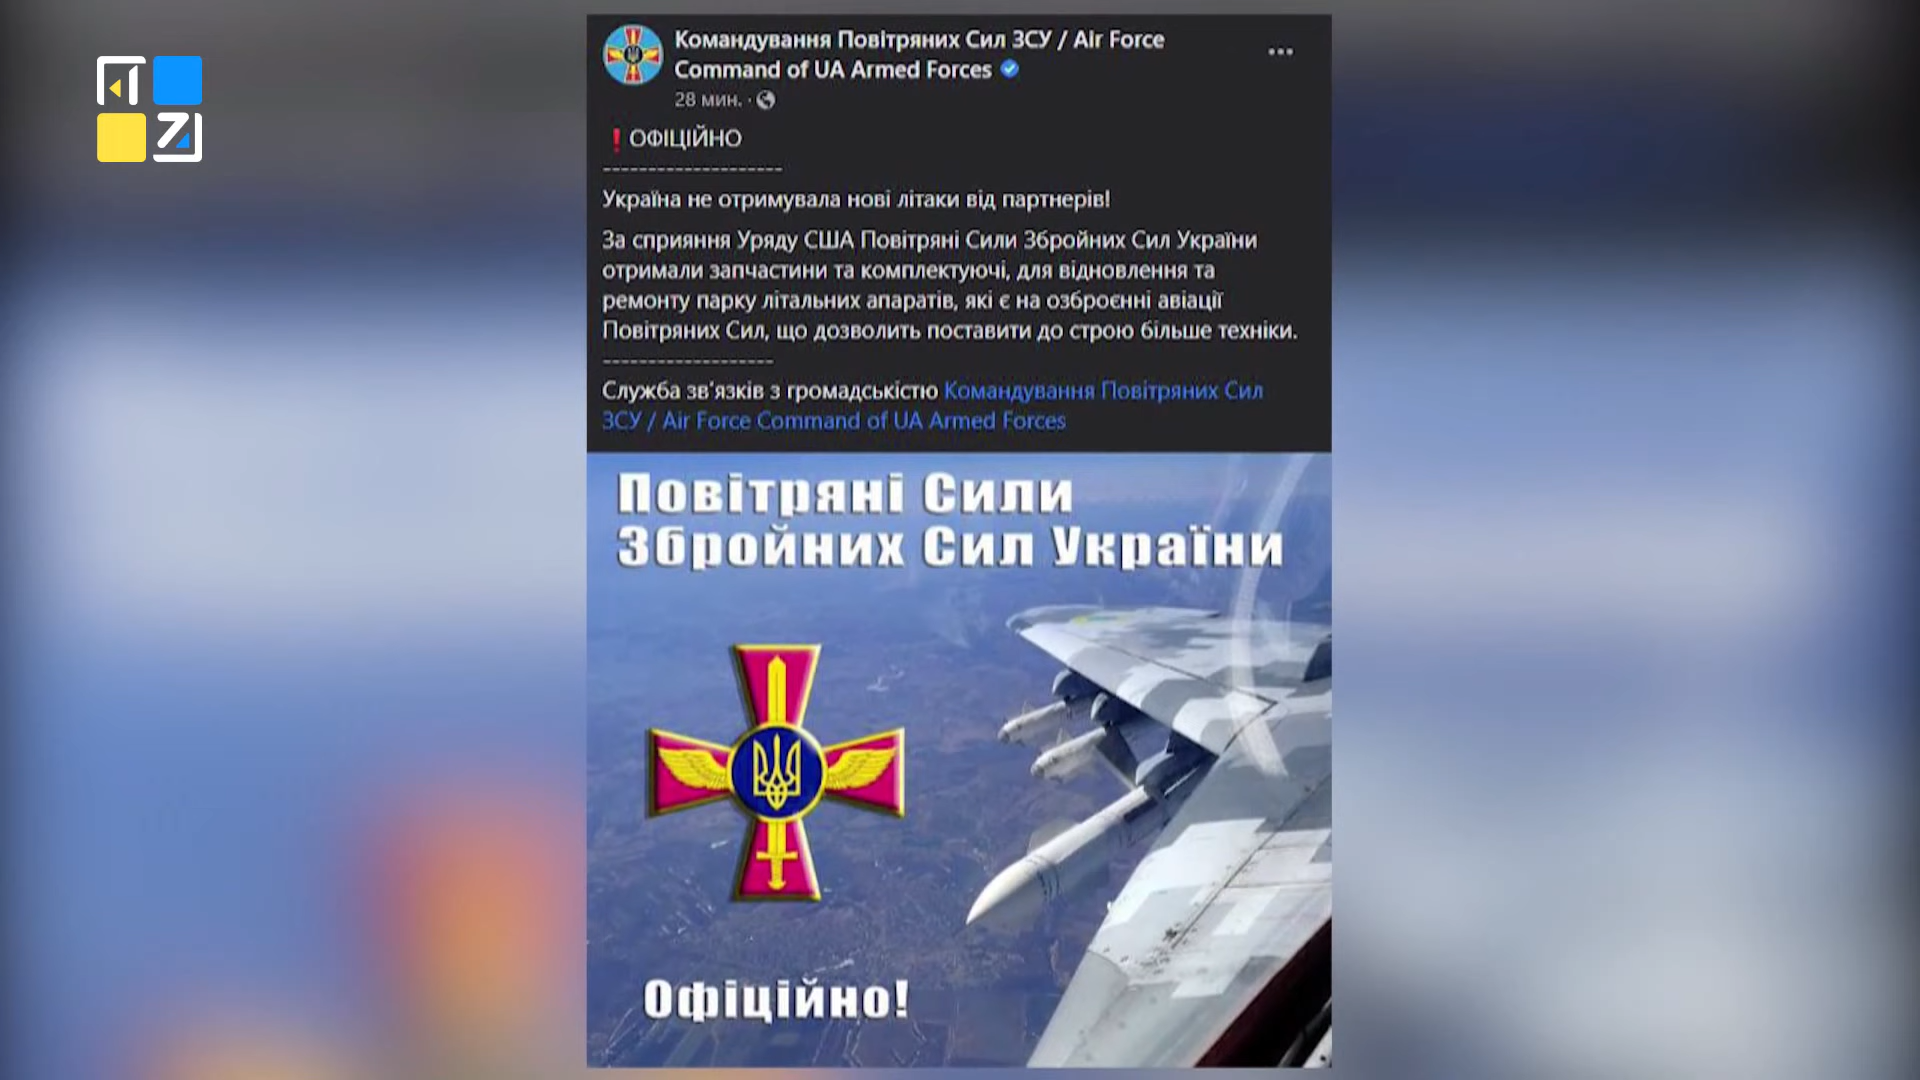 Командування Повітряних Сил ЗСУ / Air Force
Command of UA Armed Forces
28 мин. ·
❗ОФІЦІЙНО
--------------------
Україна не отримувала нові літаки від партнерів!
За сприяння Уряду США Повітряні Сили Збройних Сил України
отримали запчастини та комплектуючі, для відновлення та
ремонту парку літальних апаратів, які є на озброєнні авіації
Повітряних Сил, що дозволить поставити до строю більше техніки.
-------------------
Служба зв'язків з громадськістю Командування Повітряних Сил
ЗСУ / Air Force Command of UA Armed Forces
Повітряні Сили
Збройних Сил України
Офіційно!